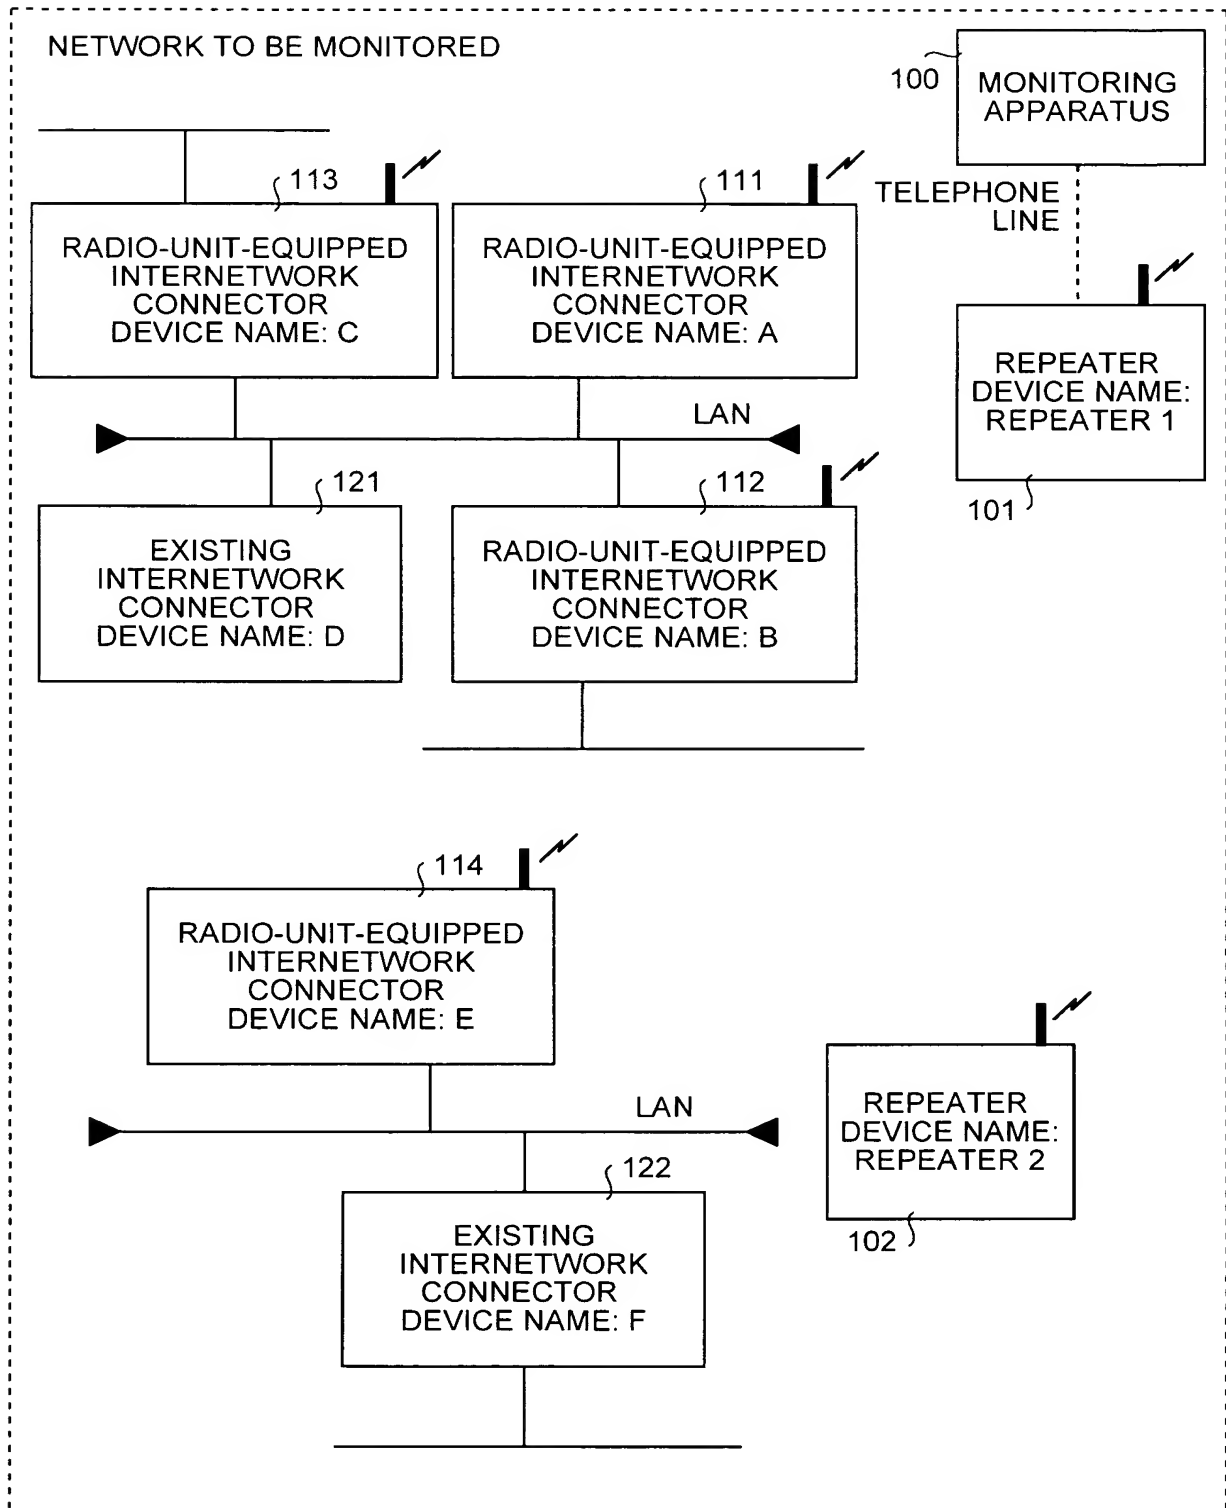 NETWORK TO BE MONITORED
100
MONITORING
APPARATUS
TELEPHONE
LINE
113
RADIO-UNIT-EQUIPPED
INTERNETWORK
CONNECTOR
DEVICE NAME: C
111
RADIO-UNIT-EQUIPPED
INTERNETWORK
CONNECTOR
DEVICE NAME: A
REPEATER
DEVICE NAME:
REPEATER 1
101
LAN
121
EXISTING
INTERNETWORK
CONNECTOR
DEVICE NAME: D
112
RADIO-UNIT-EQUIPPED
INTERNETWORK
CONNECTOR
DEVICE NAME: B
114
RADIO-UNIT-EQUIPPED
INTERNETWORK
CONNECTOR
DEVICE NAME: E
LAN
REPEATER
DEVICE NAME:
REPEATER 2
102
122
EXISTING
INTERNETWORK
CONNECTOR
DEVICE NAME: F